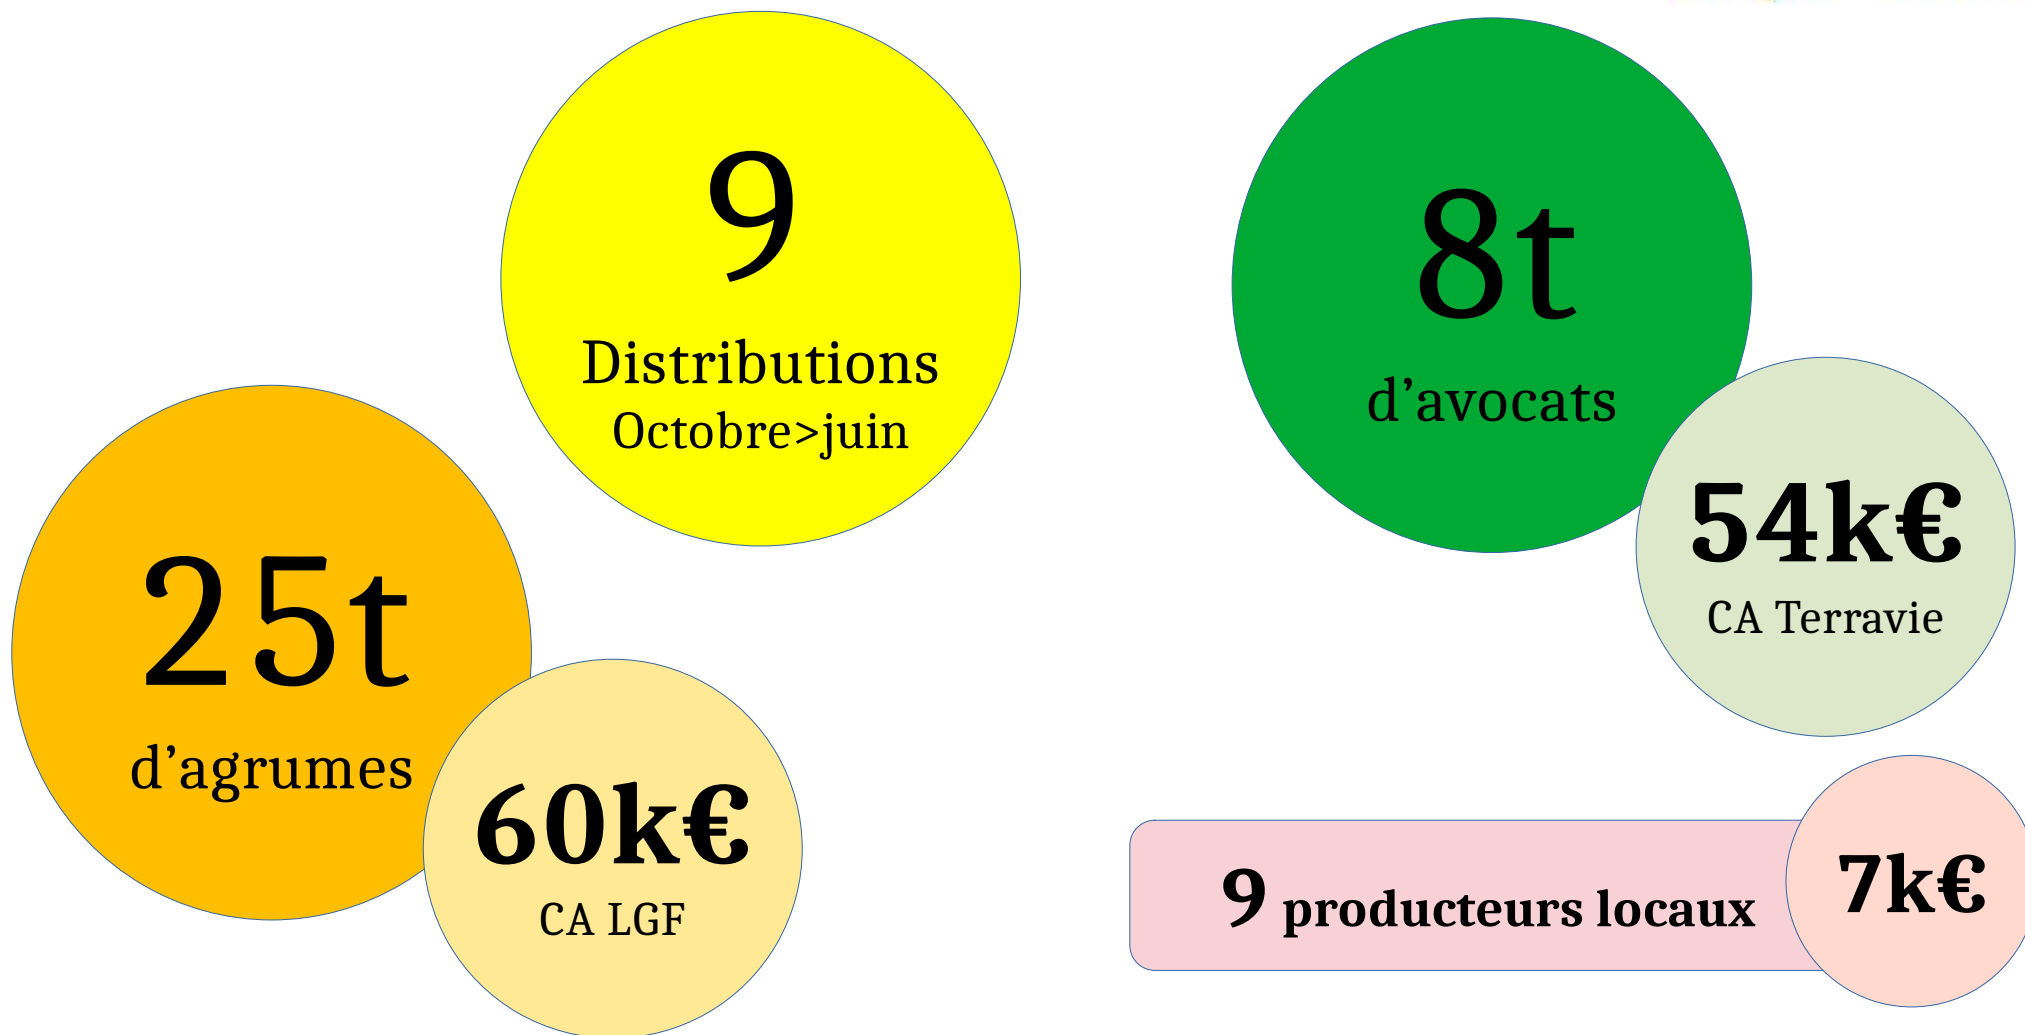 9
Distributions
Octobre>juin
8t
d’avocats
54k€
CA Terravie
25t
d’agrumes
60k€
CA LGF
9 producteurs locaux
7k€